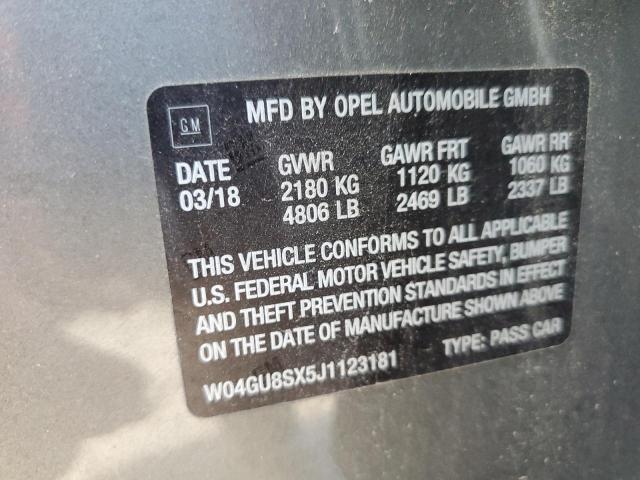 GM
MFD BY OPEL AUTOMOBILE GMBH
DATE GVWR GAWR FRT GAWR RR
03/18 2180 KG 1120 KG 1060 KG
4806 LB 2469 LB 2337 LB
THIS VEHICLE CONFORMS TO ALL APPLICABLE
U.S. FEDERAL MOTOR VEHICLE SAFETY, BUMPER
AND THEFT PREVENTION STANDARDS IN EFFECT
ON THE DATE OF MANUFACTURE SHOWN ABOVE
W04GU8SX5J1123181 TYPE: PASS CAR